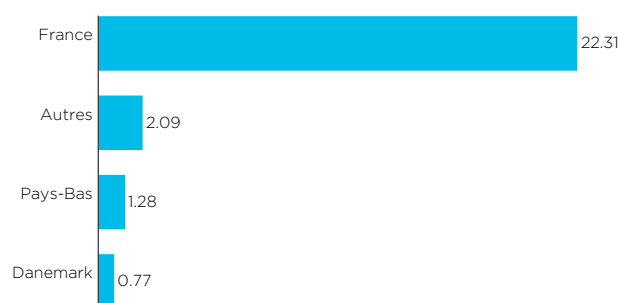 France 22.31
Autres 2.09
Pays-Bas 1.28
Danemark 0.77